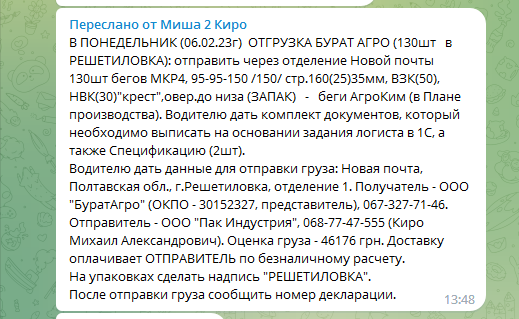 Переслано от Миша 2 Киро
В ПОНЕДЕЛЬНИК (06.02.23г) ОТГРУЗКА БУРАТ АГРО (130шт в
РЕШЕТИЛОВКА): отправить через отделение Новой почты
130шт бегов МКР4, 95-95-150 /150/ стр.160(25)35мм, ВЗК(50),
НВК(30)"крест",овер.до низа (ЗАПАК) - беги АгроКим (в Плане
производства). Водителю дать комплект документов, который
необходимо выписать на основании задания логиста в 1С, а
также Спецификацию (2шт).
Водителю дать данные для отправки груза: Новая почта,
Полтавская обл., г.Решетиловка, отделение 1. Получатель - ООО
"БуратАгро" (ОКПО - 30152327, представитель), 067-327-71-46.
Отправитель - ООО "Пак Индустрия", 068-77-47-555 (Киро
Михаил Александрович). Оценка груза - 46176 грн. Доставку
оплачивает ОТПРАВИТЕЛЬ по безналичному расчету.
На упаковках сделать надпись "РЕШЕТИЛОВКА".
После отправки груза сообщить номер декларации.
13:48